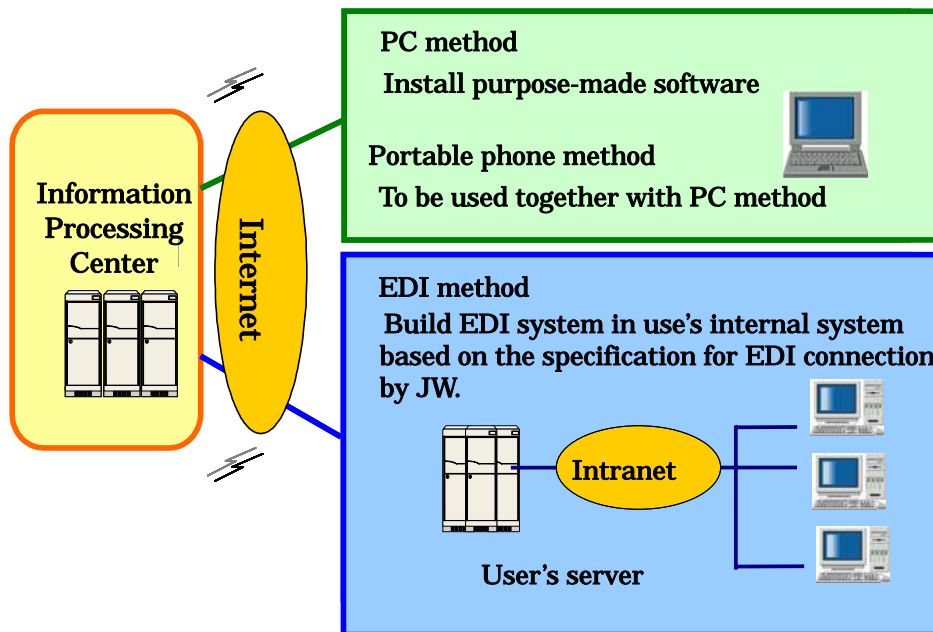 PC method
Install purpose-made software
Portable phone method
To be used together with PC method
Information
Processing
Center
Internet
EDI method
Build EDI system in use's internal system
based on the specification for EDI connection
by JW.
Intranet
User's server